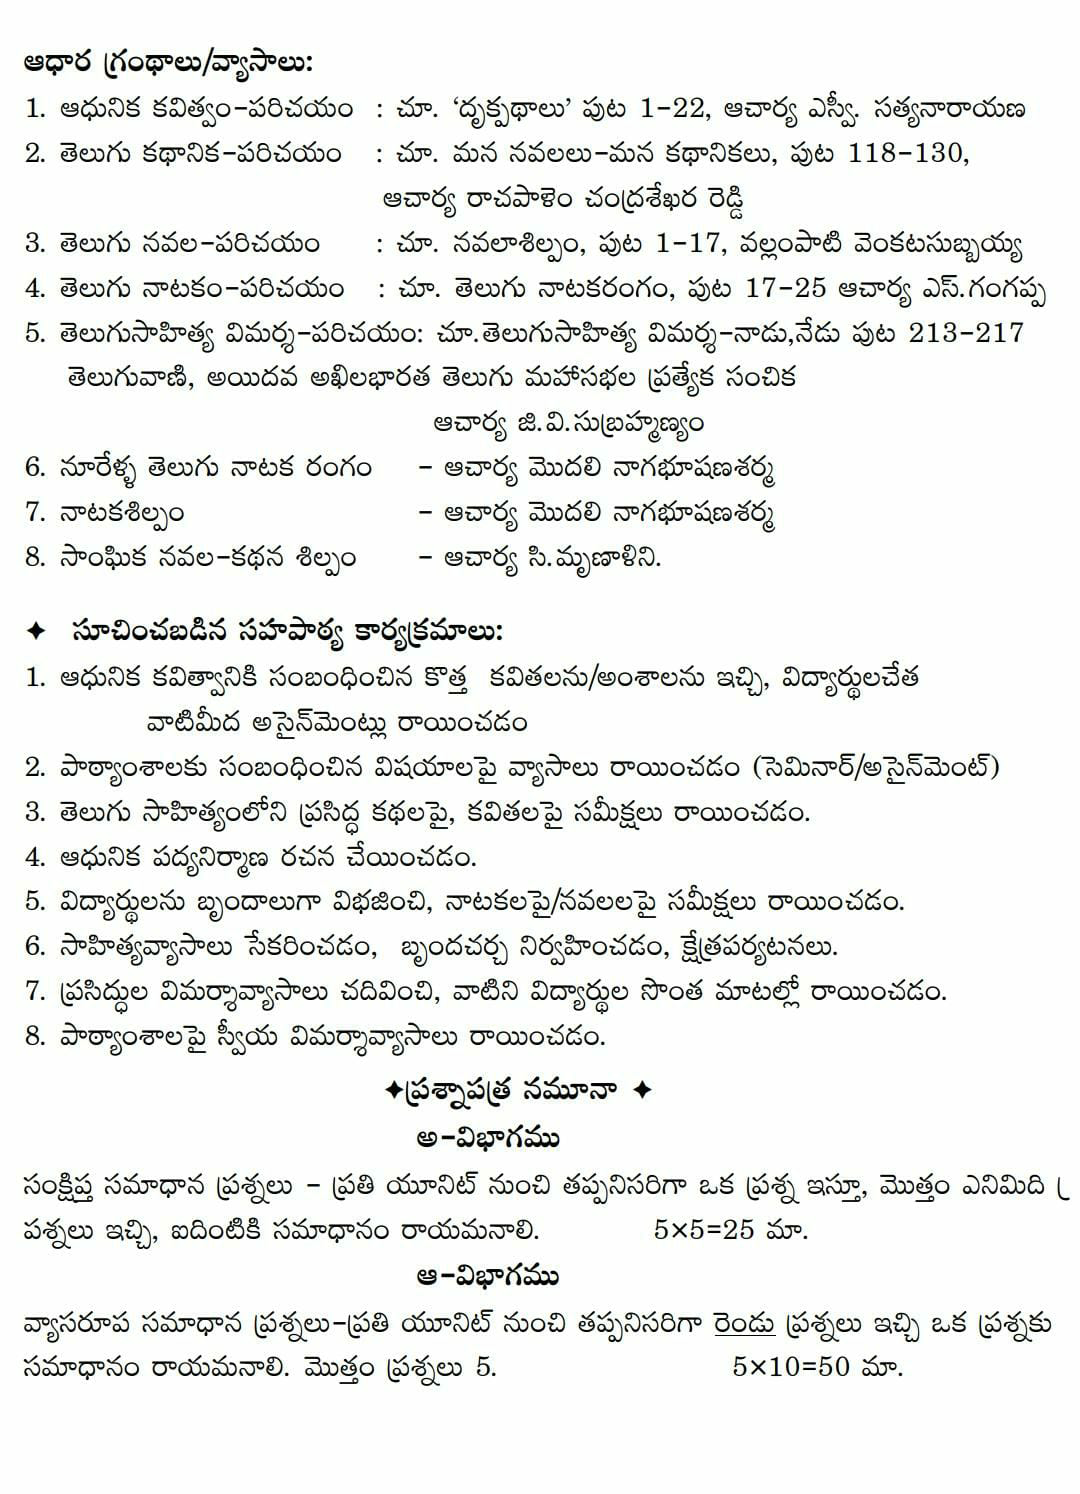 ఆధార గ్రంథాలు/వ్యాసాలు:
1. ఆధునిక కవిత్వం-పరిచయం : చూ. ‘దృక్పథాలు’ పుట 1-22, ఆచార్య ఎస్వీ. సత్యనారాయణ
2. తెలుగు కథానిక-పరిచయం : చూ. మన నవలలు-మన కథానికలు, పుట 118-130,
ఆచార్య రాచపాళెం చంద్రశేఖర రెడ్డి
3. తెలుగు నవల-పరిచయం : చూ. నవలాశిల్పం, పుట 1-17, వల్లంపాటి వెంకటసుబ్బయ్య
4. తెలుగు నాటకం-పరిచయం : చూ. తెలుగు నాటకరంగం, పుట 17-25 ఆచార్య ఎస్.గంగప్ప
5. తెలుగుసాహిత్య విమర్శ-పరిచయం: చూ.తెలుగుసాహిత్య విమర్శ-నాడు,నేడు పుట 213-217
తెలుగువాణి, అయిదవ అఖిలభారత తెలుగు మహాసభల ప్రత్యేక సంచిక
ఆచార్య జి.వి.సుబ్రహ్మణ్యం
6. నూరేళ్ళ తెలుగు నాటక రంగం - ఆచార్య మొదలి నాగభూషణశర్మ
7. నాటకశిల్పం - ఆచార్య మొదలి నాగభూషణశర్మ
8. సాంఘిక నవల-కథన శిల్పం - ఆచార్య సి.మృణాళిని.
✦ సూచించబడిన సహపాఠ్య కార్యక్రమాలు:
1. ఆధునిక కవిత్వానికి సంబంధించిన కొత్త కవితలను/అంశాలను ఇచ్చి, విద్యార్థులచేత
వాటిమీద అసైన్‌మెంట్లు రాయించడం
2. పాఠ్యాంశాలకు సంబంధించిన విషయాలపై వ్యాసాలు రాయించడం (సెమినార్/అసైన్‌మెంట్)
3. తెలుగు సాహిత్యంలోని ప్రసిద్ధ కథలపై, కవితలపై సమీక్షలు రాయించడం.
4. ఆధునిక పద్యనిర్మాణ రచన చేయించడం.
5. విద్యార్థులను బృందాలుగా విభజించి, నాటకలపై/నవలలపై సమీక్షలు రాయించడం.
6. సాహిత్యవ్యాసాలు సేకరించడం, బృందచర్చ నిర్వహించడం, క్షేత్రపర్యటనలు.
7. ప్రసిద్ధుల విమర్శావ్యాసాలు చదివించి, వాటిని విద్యార్థుల సొంత మాటల్లో రాయించడం.
8. పాఠ్యాంశాలపై స్వీయ విమర్శావ్యాసాలు రాయించడం.
✦ప్రశ్నాపత్ర నమూనా ✦
అ-విభాగము
సంక్షిప్త సమాధాన ప్రశ్నలు - ప్రతి యూనిట్ నుంచి తప్పనిసరిగా ఒక ప్రశ్న ఇస్తూ, మొత్తం ఎనిమిది ్ర
పశ్నలు ఇచ్చి, ఐదింటికి సమాధానం రాయమనాలి. 5×5=25 మా.
ఆ-విభాగము
వ్యాసరూప సమాధాన ప్రశ్నలు-ప్రతి యూనిట్ నుంచి తప్పనిసరిగా రెండు ప్రశ్నలు ఇచ్చి ఒక ప్రశ్నకు
సమాధానం రాయమనాలి. మొత్తం ప్రశ్నలు 5. 5×10=50 మా.